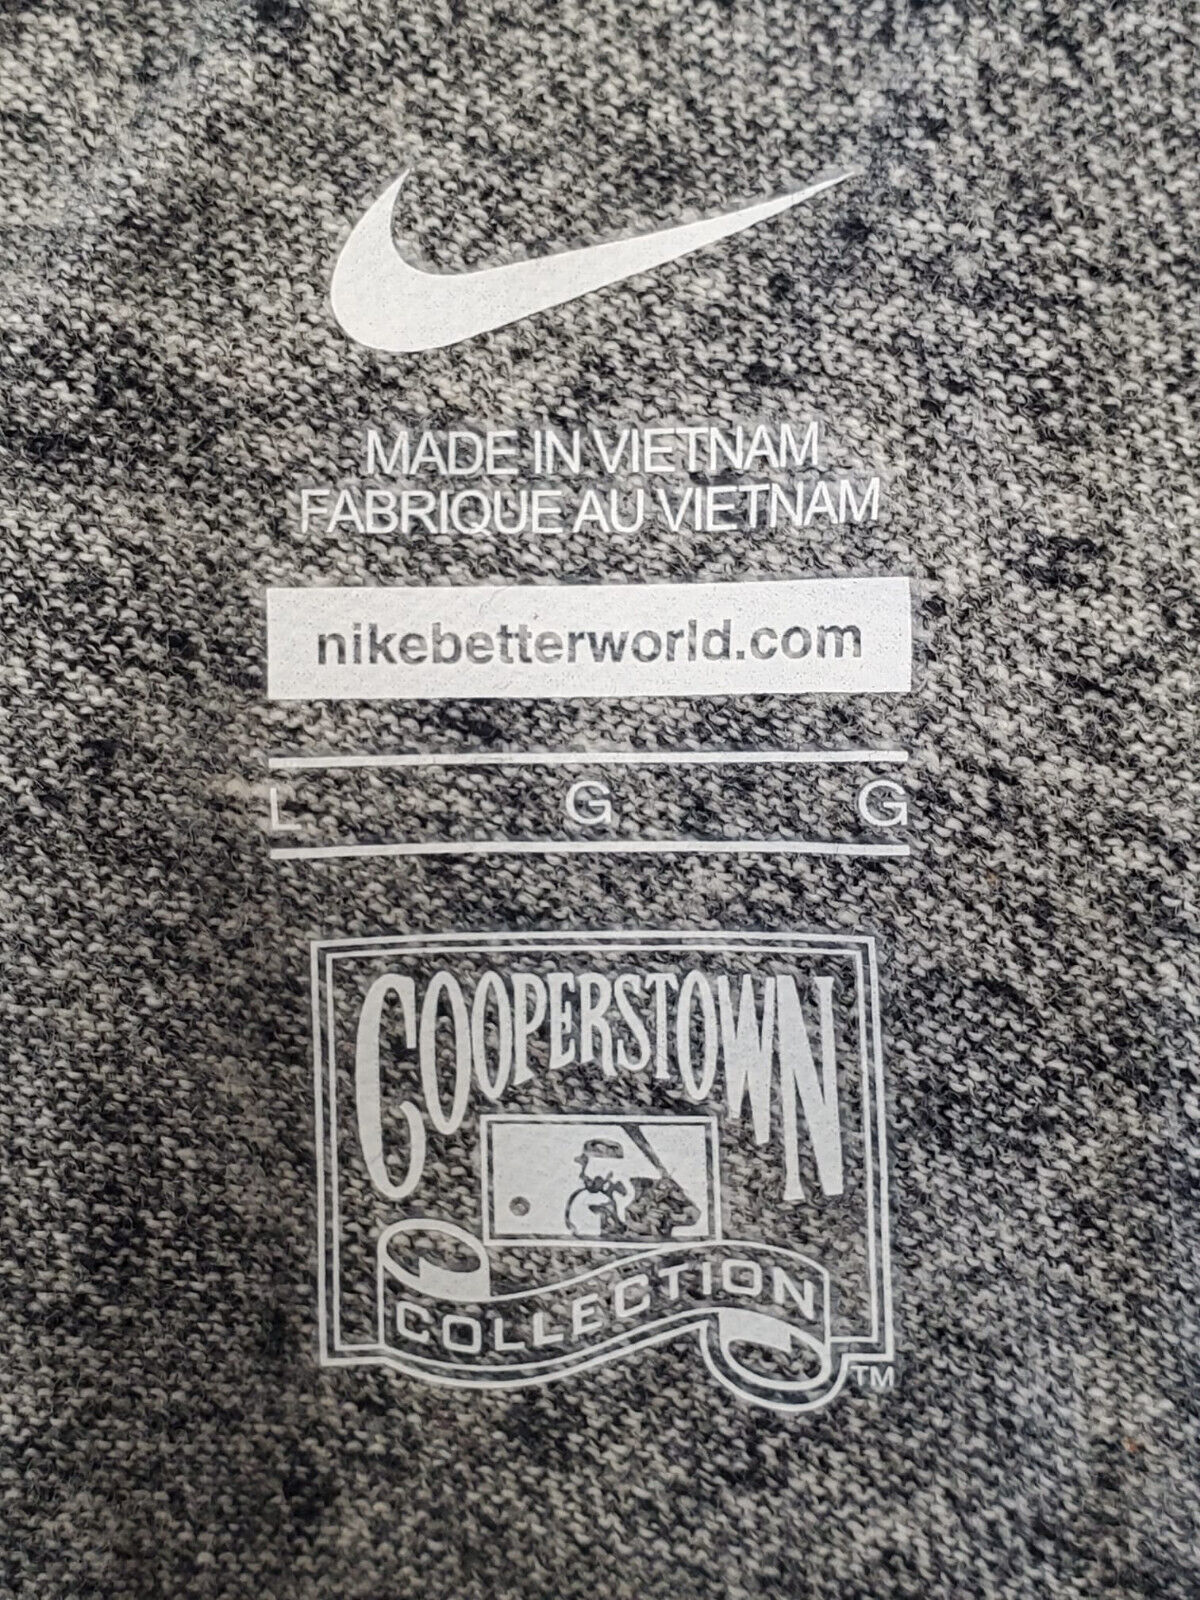 MADE IN VIETNAM
FABRIQUE AU VIETNAM
nikebetterworld.com
L G G
COOPERSTOWN
COLLECTION
TM